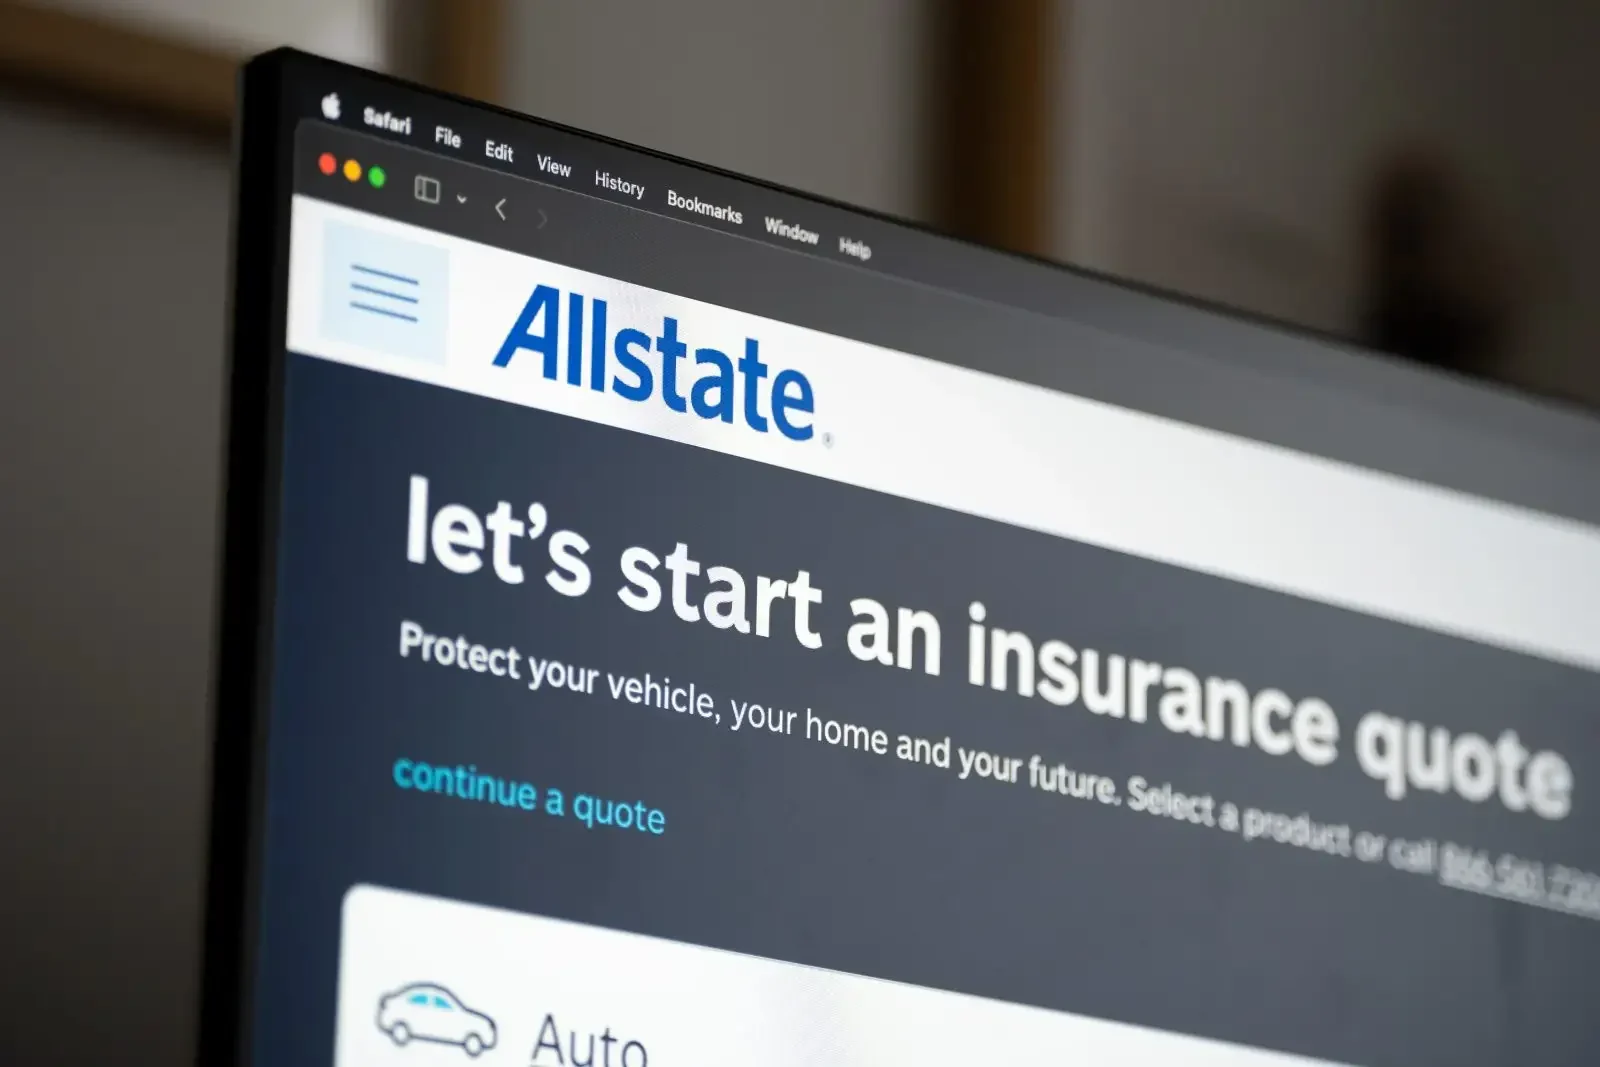 Safari File Edit View History Bookmarks Window Help
Allstate®
let's start an insurance quote
Protect your vehicle, your home and your future. Select a product or call
continue a quote
Auto